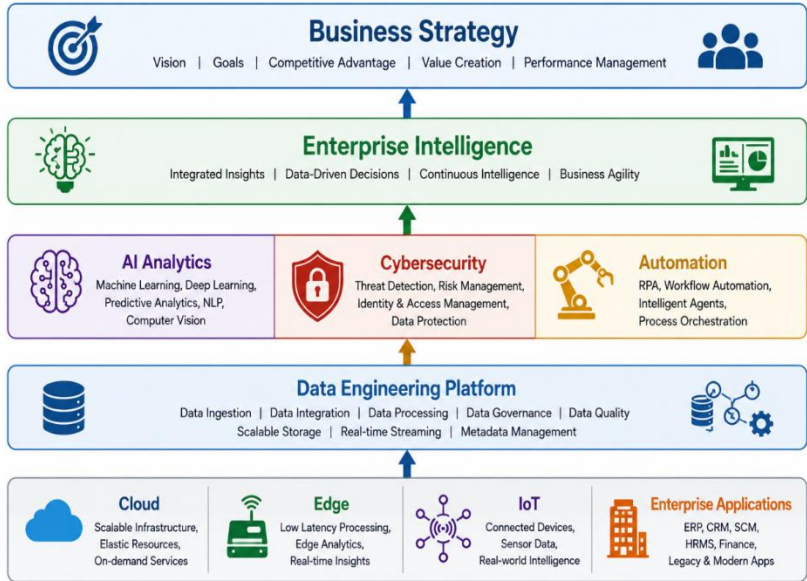 Business Strategy
Vision | Goals | Competitive Advantage | Value Creation | Performance Management
Enterprise Intelligence
Integrated Insights | Data-Driven Decisions | Continuous Intelligence | Business Agility
AI Analytics
Machine Learning, Deep Learning,
Predictive Analytics, NLP,
Computer Vision
Cybersecurity
Threat Detection, Risk Management,
Identity & Access Management,
Data Protection
Automation
RPA, Workflow Automation,
Intelligent Agents,
Process Orchestration
Data Engineering Platform
Data Ingestion | Data Integration | Data Processing | Data Governance | Data Quality
Scalable Storage | Real-time Streaming | Metadata Management
Cloud
Scalable Infrastructure,
Elastic Resources,
On-demand Services
Edge
Low Latency Processing,
Edge Analytics,
Real-time Insights
IoT
Connected Devices,
Sensor Data,
Real-world Intelligence
Enterprise Applications
ERP, CRM, SCM,
HRMS, Finance,
Legacy & Modern Apps